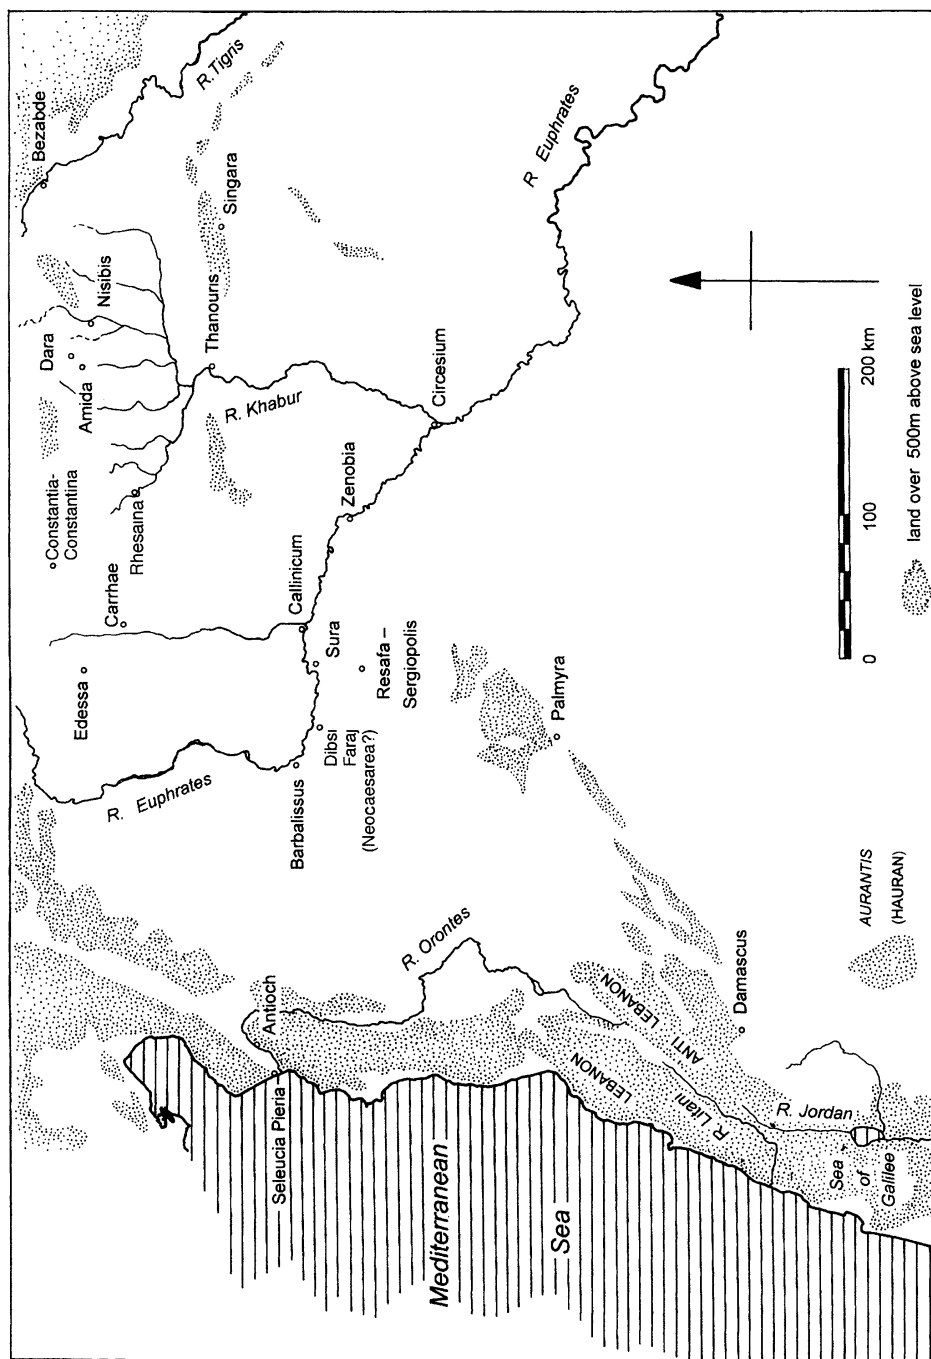 Bezabde
R. Tigris
Nisibis
Dara
Amida
Singara
Constantia-
Constantina
Thanouris
Rhesaina
Carrhae
Edessa
R. Khabur
R. Euphrates
R Euphrates
Circesium
Zenobia
Callinicum
Sura
Resafa –
Sergiopolis
Dibsi
Faraj
(Neocaesarea?)
Barbalissus
Palmyra
Antioch
Seleucia Pieria
R. Orontes
LEBANON
ANTI
LEBANON
R Litani
Damascus
AURANTIS
(HAURAN)
R. Jordan
Sea
of
Galilee
Mediterranean
Sea
0
100
200 km
land over 500m above sea level